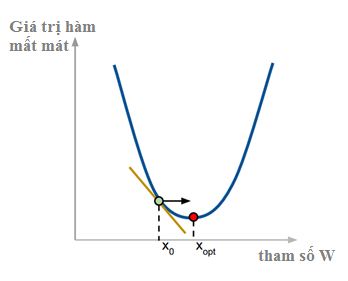 Giá trị hàm
mất mát
x0
xopt
tham số W